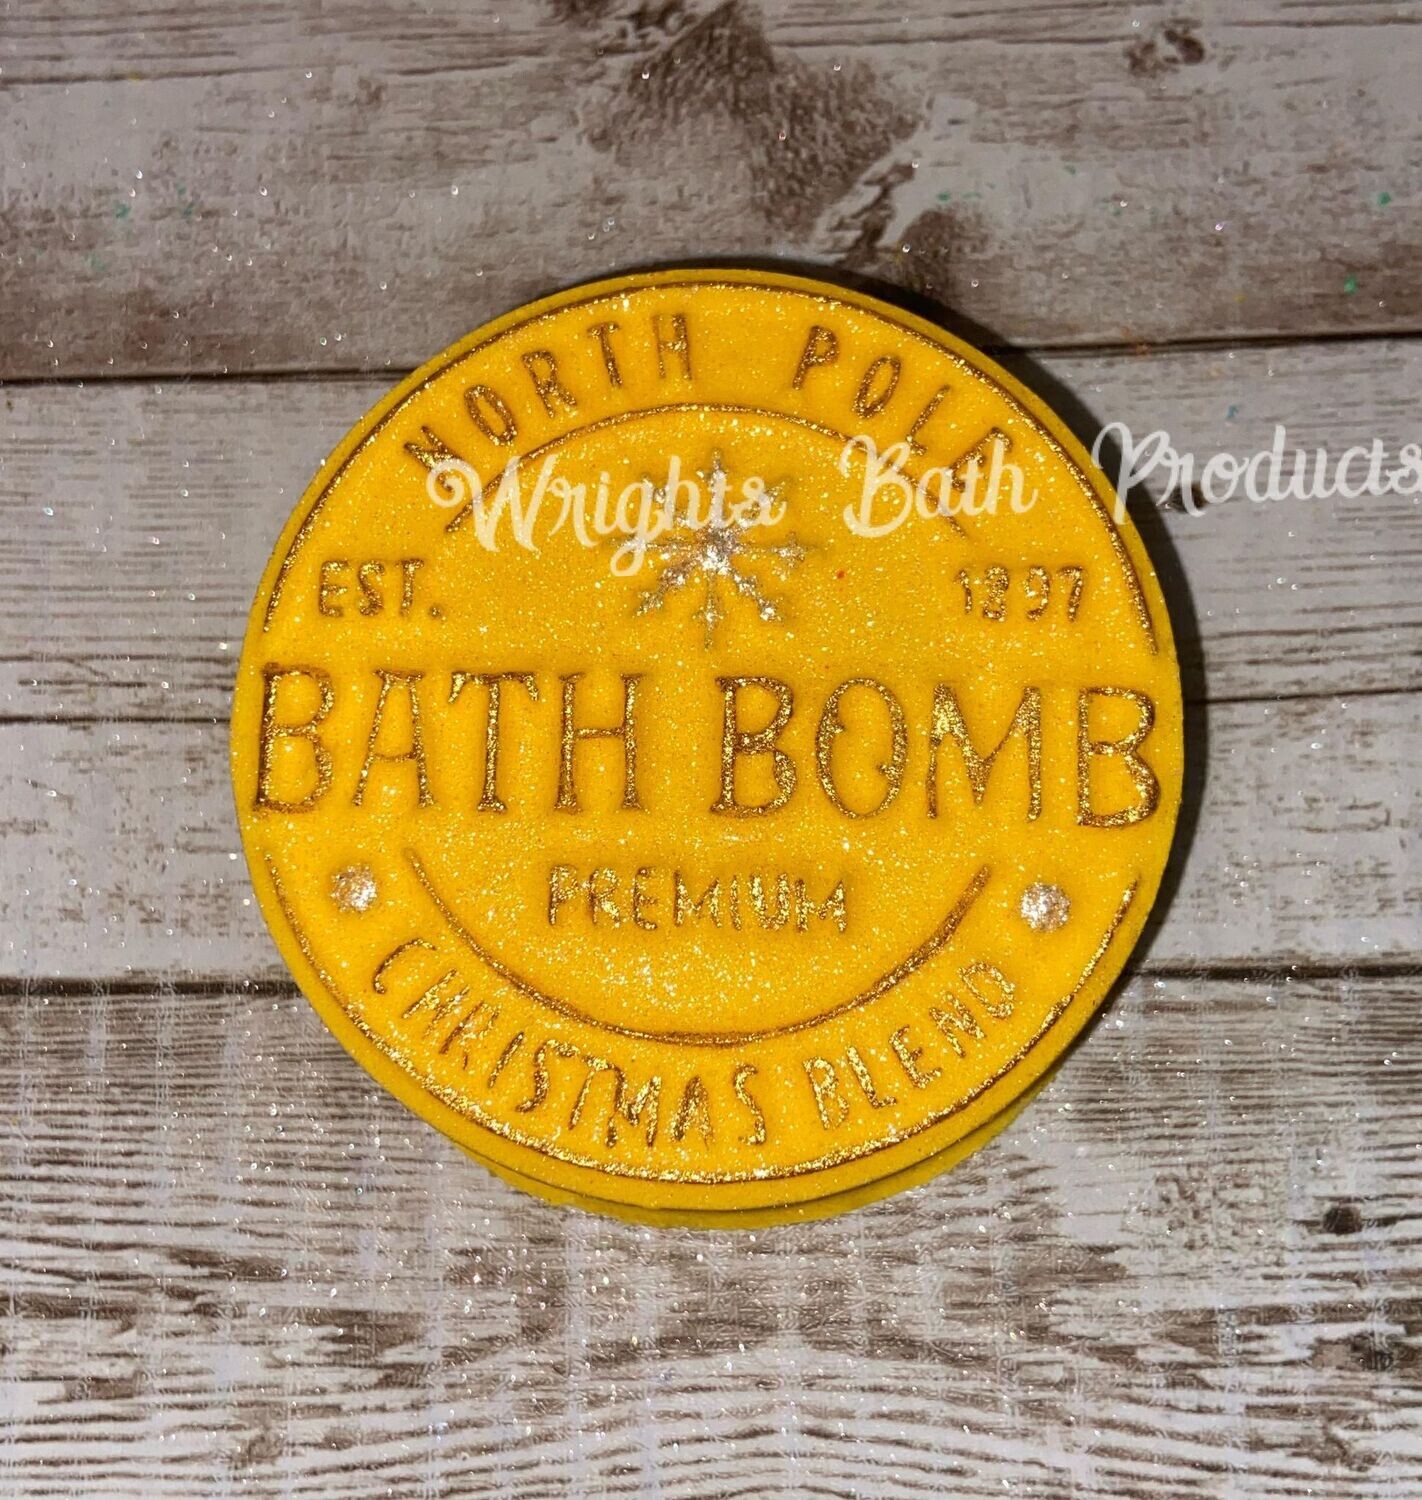 NORTH POLE
Wrights Bath Products
EST. 1897
BATH BOMB
PREMIUM
CHRISTMAS BLEND